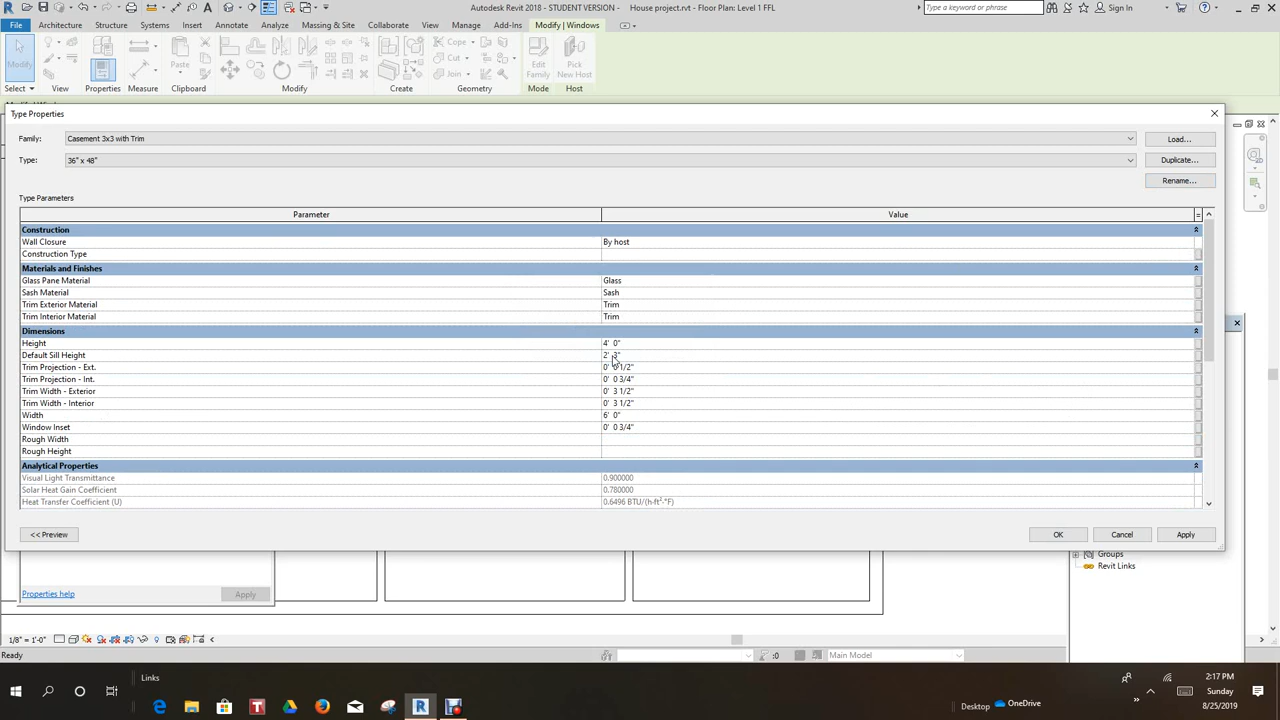 Autodesk Revit 2018 - STUDENT VERSION - House project.rvt - Floor Plan: Level 1 FFL
Type a keyword or phrase
Sign In
File Architecture Structure Systems Insert Annotate Analyze Massing & Site Collaborate View Manage Add-Ins Modify | Windows
Modify
Paste
Cope
Cut
Join
Edit Family
Pick New Host
Select Properties Clipboard Geometry Modify View Measure Create Mode Host
Type Properties
Family: Casement 3x3 with Trim Load...
Type: 36" x 48" Duplicate...
Rename...
Type Parameters
Parameter Value =
Construction
Wall Closure By host
Construction Type
Materials and Finishes
Glass Pane Material Glass
Sash Material Sash
Trim Exterior Material Trim
Trim Interior Material Trim
Dimensions
Height 4' 0"
Default Sill Height 2' 3"
Trim Projection - Ext. 0' 0 1/2"
Trim Projection - Int. 0' 0 3/4"
Trim Width - Exterior 0' 3 1/2"
Trim Width - Interior 0' 3 1/2"
Width 6' 0"
Window Inset 0' 0 3/4"
Rough Width
Rough Height
Analytical Properties
Visual Light Transmittance 0.900000
Solar Heat Gain Coefficient 0.780000
Heat Transfer Coefficient (U) 0.6496 BTU/(h·ft²·°F)
<< Preview OK Cancel Apply
Groups
Revit Links
Properties help Apply
1/8" = 1'-0"
Ready :0 Main Model
Links
2:17 PM
Sunday
8/25/2019
Desktop OneDrive